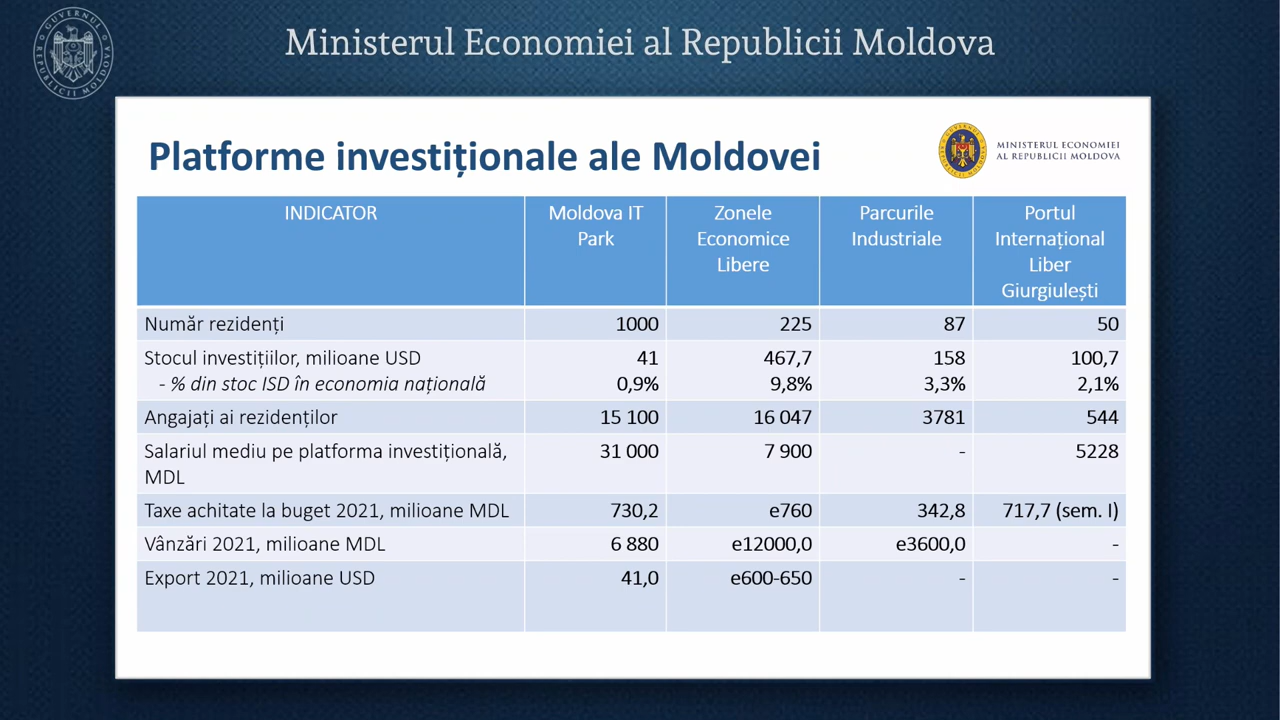 Ministerul Economiei al Republicii Moldova
GUVERNUL
REPUBLICII MOLDOVA
Platforme investiționale ale Moldovei
MINISTERUL ECONOMIEI
AL REPUBLICII MOLDOVA
INDICATOR
Moldova IT
Park
Zonele
Economice
Libere
Parcurile
Industriale
Portul
Internațional
Liber
Giurgiulești
Număr rezidenți 1000 225 87 50
Stocul investițiilor, milioane USD 41 467,7 158 100,7
- % din stoc ISD în economia națională 0,9% 9,8% 3,3% 2,1%
Angajați ai rezidenților 15 100 16 047 3781 544
Salariul mediu pe platforma investițională, 31 000 7 900 - 5228
MDL
Taxe achitate la buget 2021, milioane MDL 730,2 e760 342,8 717,7 (sem. I)
Vânzări 2021, milioane MDL 6 880 e12000,0 e3600,0 -
Export 2021, milioane USD 41,0 e600-650 - -